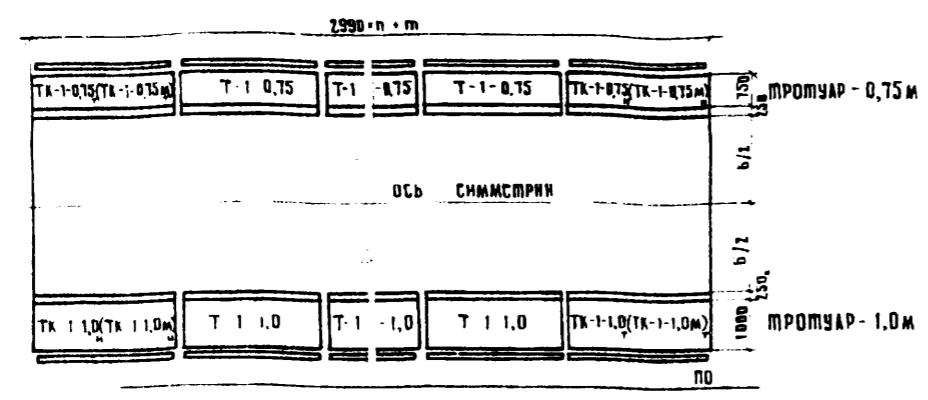 2990×n + m
ТК-1-0,75(ТК-1-0,75м) Т-1 0,75 Т-1 -0,75 Т-1-0,75 ТК-1-0,75(ТК-1-0,75м) 750 ТРОТУАР - 0,75 м
250
b/2
ОСЬ СИММЕТРИИ
b/2
250
ТК 1 1,0(ТК 1 1,0м) Т 1 1,0 Т-1 -1,0 Т 1 1,0 ТК-1-1,0(ТК-1-1,0м) 1000 ТРОТУАР - 1,0 м
ПО